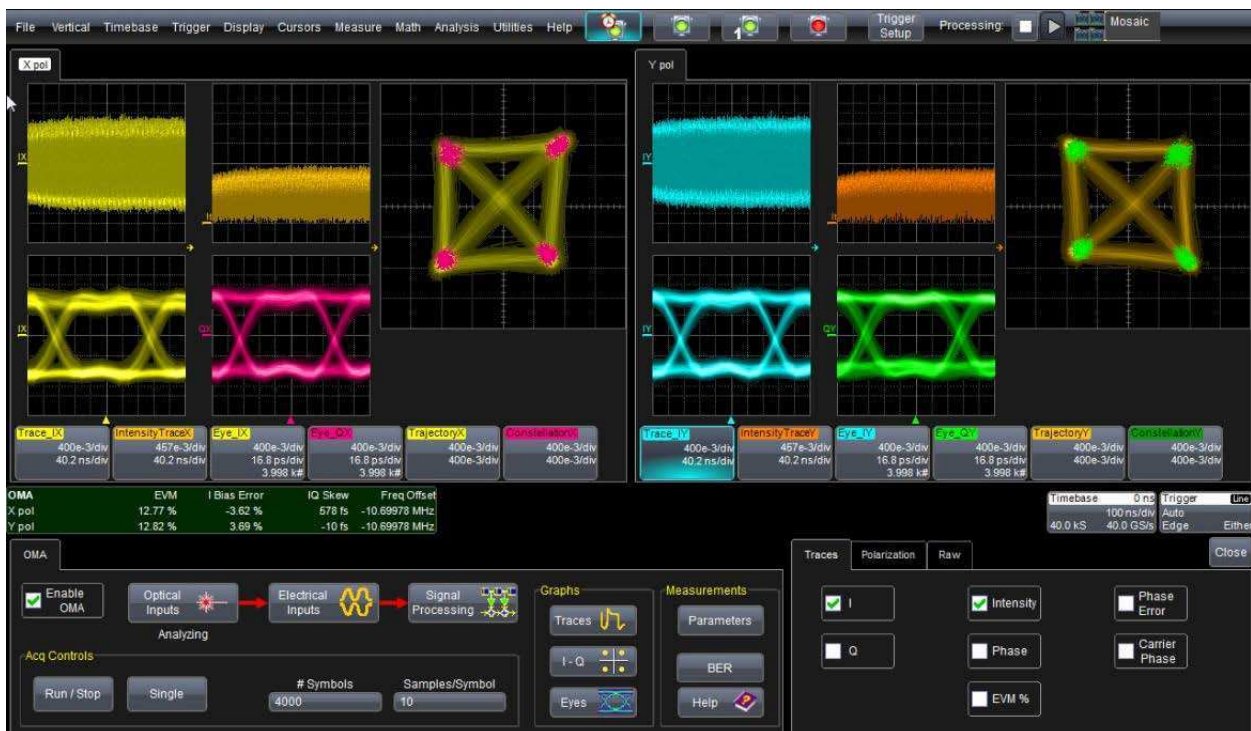 File Vertical Timebase Trigger Display Cursors Measure Math Analysis Utilities Help 1 Trigger Setup Processing: Mosaic
X pol
IX
It
IX
QX
Trace_IX IntensityTraceX Eye_IX Eye_QX TrajectoryX ConstellationX
400e-3/div 457e-3/div 400e-3/div 400e-3/div 400e-3/div 400e-3/div
40.2 ns/div 40.2 ns/div 16.8 ps/div 16.8 ps/div 400e-3/div 400e-3/div
3.998 k# 3.998 k#
Y pol
IY
It
IY
QY
Trace_IY IntensityTraceY Eye_IY Eye_QY TrajectoryY ConstellationY
400e-3/div 457e-3/div 400e-3/div 400e-3/div 400e-3/div 400e-3/div
40.2 ns/div 40.2 ns/div 16.8 ps/div 16.8 ps/div 400e-3/div 400e-3/div
3.998 k# 3.998 k#
OMA EVM I Bias Error IQ Skew Freq Offset
X pol 12.77 % -3.62 % 578 fs -10.69978 MHz
Y pol 12.82 % 3.69 % -10 fs -10.69978 MHz
Timebase 0 ns
100 ns/div
40.0 kS 40.0 GS/s
Trigger Line
Auto
Edge Either
OMA
Enable OMA
Optical Inputs
Electrical Inputs
Signal Processing
Analyzing
Acq Controls
Run / Stop
Single
# Symbols
4000
Samples/Symbol
10
Graphs
Traces
I - Q
Eyes
Measurements
Parameters
BER
Help
Traces Polarization Raw Close
I
Intensity
Phase Error
Q
Phase
Carrier Phase
EVM %